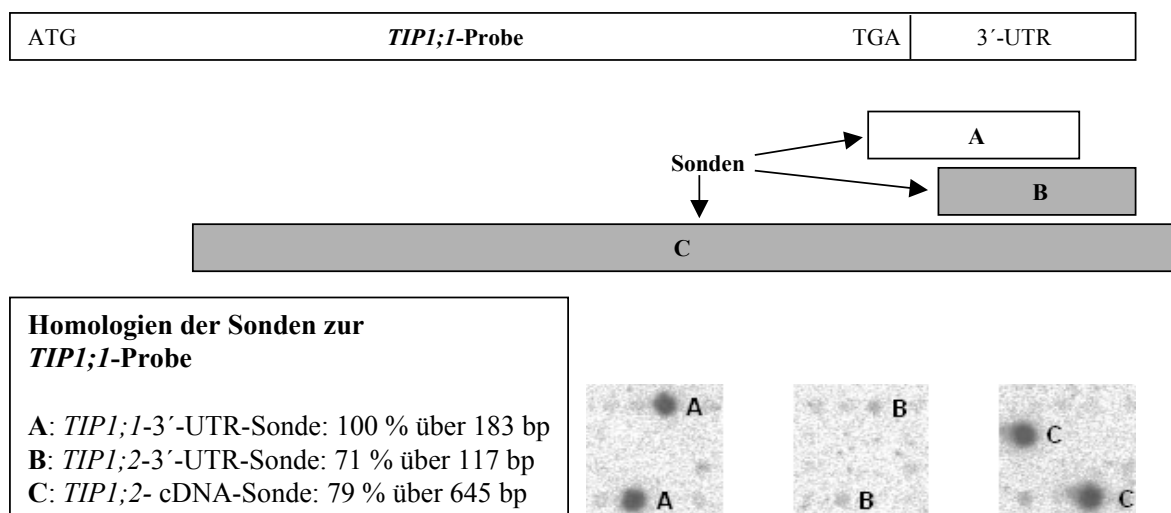 ATG TIP1;1-Probe TGA 3´-UTR
A
Sonden
B
C
Homologien der Sonden zur
TIP1;1-Probe
A: TIP1;1-3´-UTR-Sonde: 100 % über 183 bp
B: TIP1;2-3´-UTR-Sonde: 71 % über 117 bp
C: TIP1;2- cDNA-Sonde: 79 % über 645 bp
A B
C
A B C